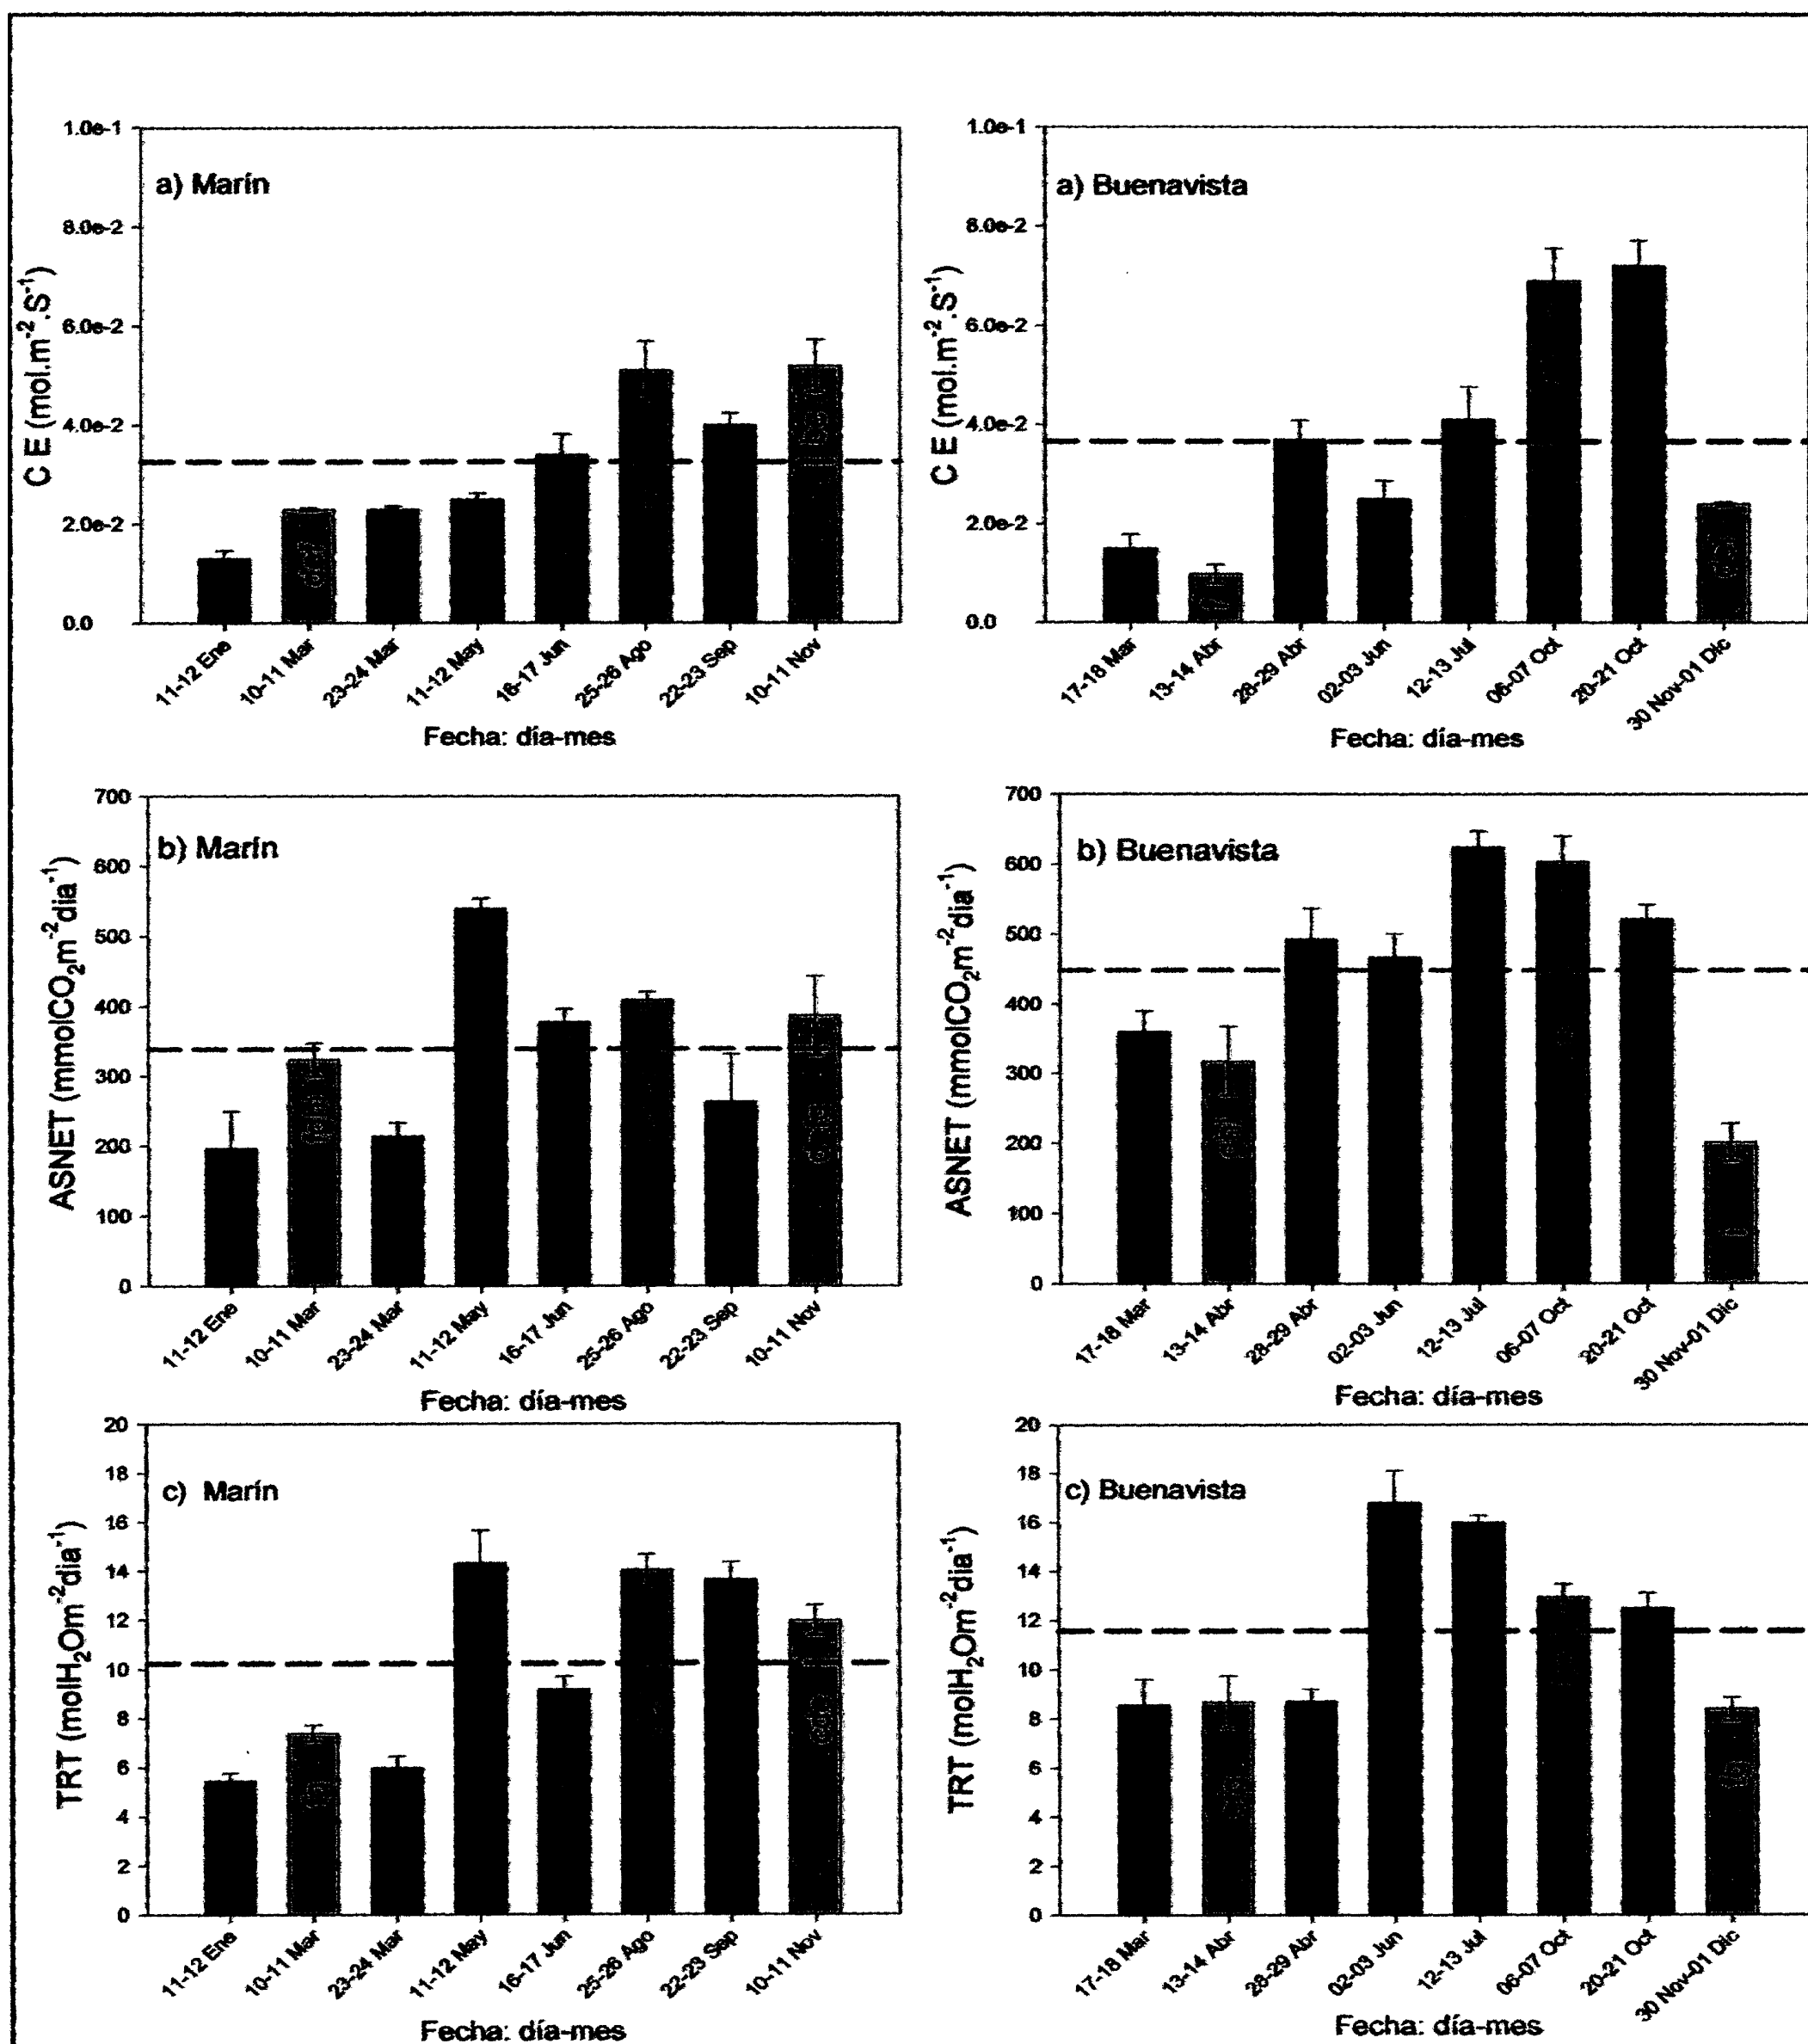 1.0e-1
a) Marín
8.0e-2
6.0e-2
4.0e-2
2.0e-2
0.0
C E (mol.m⁻².S⁻¹)
11-12 Ene
10-11 Mar
23-24 Mar
11-12 May
16-17 Jun
25-26 Ago
22-23 Sep
10-11 Nov
Fecha: día-mes
1.0e-1
a) Buenavista
8.0e-2
6.0e-2
4.0e-2
2.0e-2
0.0
C E (mol.m⁻².S⁻¹)
17-18 Mar
13-14 Abr
28-29 Abr
02-03 Jun
12-13 Jul
06-07 Oct
20-21 Oct
30 Nov-01 Dic
Fecha: día-mes
700
b) Marín
600
500
400
300
200
100
0
ASNET (mmolCO₂m⁻²dia⁻¹)
11-12 Ene
10-11 Mar
23-24 Mar
11-12 May
16-17 Jun
25-26 Ago
22-23 Sep
10-11 Nov
Fecha: día-mes
700
b) Buenavista
600
500
400
300
200
100
0
ASNET (mmolCO₂m⁻²dia⁻¹)
17-18 Mar
13-14 Abr
28-29 Abr
02-03 Jun
12-13 Jul
06-07 Oct
20-21 Oct
30 Nov-01 Dic
Fecha: día-mes
20
18
c) Marín
16
14
12
10
8
6
4
2
0
TRT (molH₂Om⁻²dia⁻¹)
11-12 Ene
10-11 Mar
23-24 Mar
11-12 May
16-17 Jun
25-26 Ago
22-23 Sep
10-11 Nov
Fecha: día-mes
20
18
c) Buenavista
16
14
12
10
8
6
4
2
0
TRT (molH₂Om⁻²dia⁻¹)
17-18 Mar
13-14 Abr
28-29 Abr
02-03 Jun
12-13 Jul
06-07 Oct
20-21 Oct
30 Nov-01 Dic
Fecha: día-mes